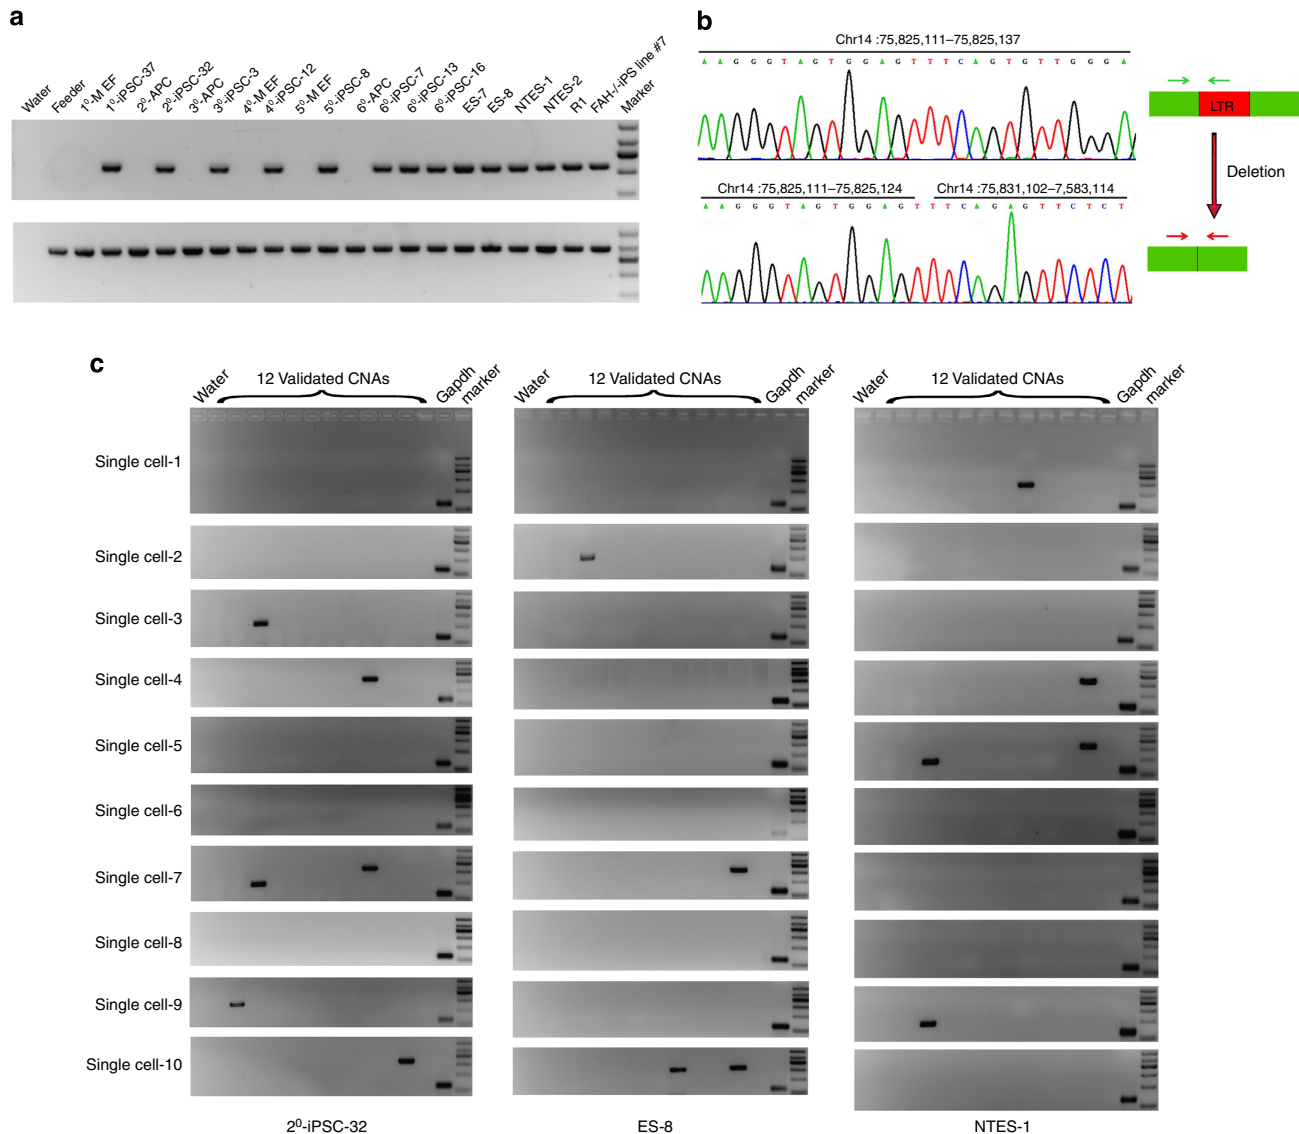 a
Water
Feeder
1⁰-M EF
1⁰-iPSC-37
2⁰-APC
2⁰-iPSC-32
3⁰-APC
3⁰-iPSC-3
4⁰-M EF
4⁰-iPSC-12
5⁰-M EF
5⁰-iPSC-8
6⁰-APC
6⁰-iPSC-7
6⁰-iPSC-13
6⁰-iPSC-16
ES-7
ES-8
NTES-1
NTES-2
R1
FAH-/-iPS line #7
Marker
b
Chr14 :75,825,111–75,825,137
A A G G G T A G T G G A G T T T C A G T G T T G G G A
LTR
Deletion
Chr14 :75,825,111–75,825,124 Chr14 :75,831,102–7,583,114
A A G G G T A G T G G A G T T T C A G A G T T C T C T
c
Water 12 Validated CNAs Gapdh marker
Water 12 Validated CNAs Gapdh marker
Water 12 Validated CNAs Gapdh marker
Single cell-1
Single cell-2
Single cell-3
Single cell-4
Single cell-5
Single cell-6
Single cell-7
Single cell-8
Single cell-9
Single cell-10
2⁰-iPSC-32 ES-8 NTES-1